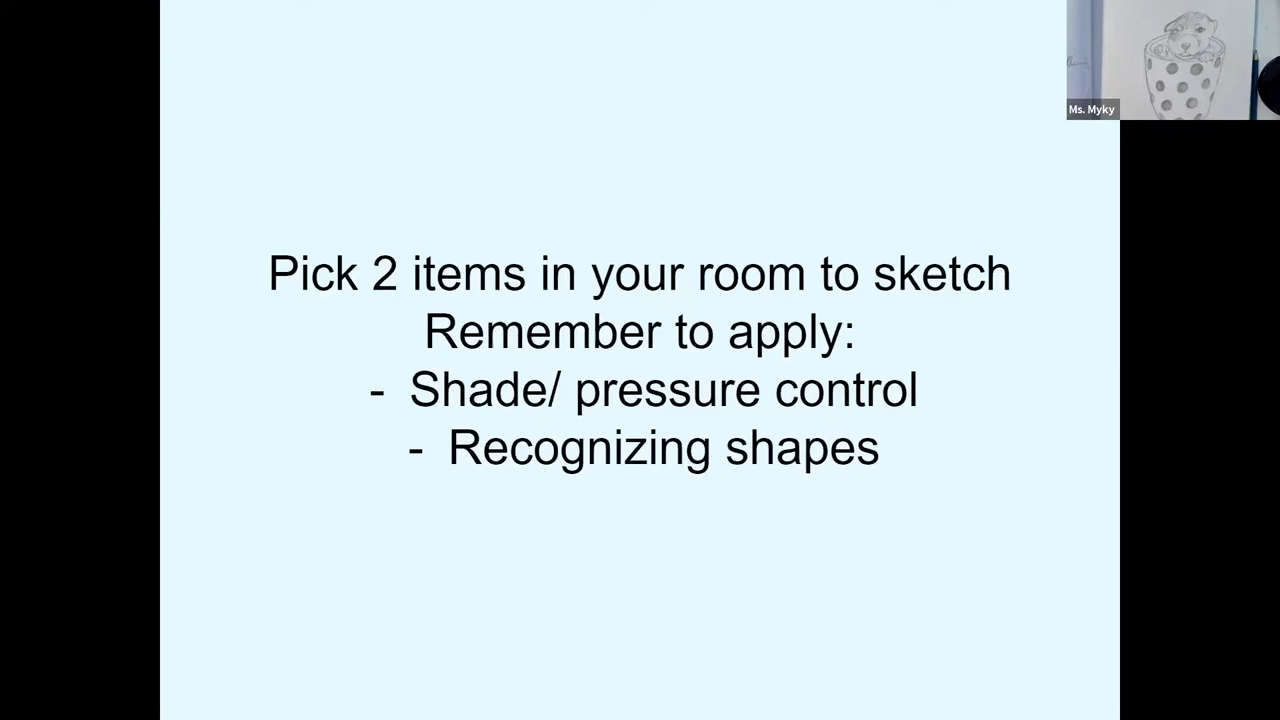 Ms. Myky
Pick 2 items in your room to sketch
Remember to apply:
- Shade/ pressure control
- Recognizing shapes